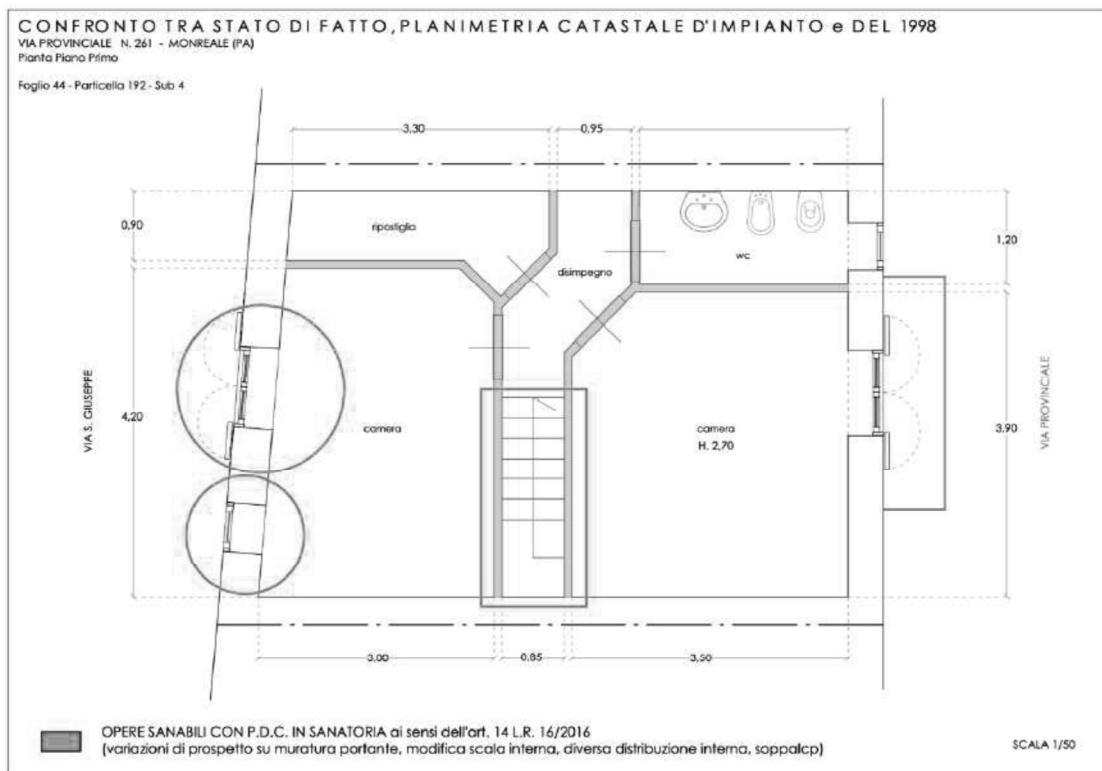 CONFRONTO TRA STATO DI FATTO, PLANIMETRIA CATASTALE D'IMPIANTO e DEL 1998
VIA PROVINCIALE N. 261 - MONREALE (PA)
Pianta Piano Primo
Foglio 44 - Particella 192 - Sub 4
3,30
0,95
0,90
ripostiglio
disimpegno
wc
1,20
VIA S. GIUSEPPE
4,20
camera
camera
H. 2,70
3,90
VIA PROVINCIALE
3,00
0,85
3,50
OPERE SANABILI CON P.D.C. IN SANATORIA ai sensi dell'art. 14 L.R. 16/2016
(variazioni di prospetto su muratura portante, modifica scala interna, diversa distribuzione interna, soppalcp)
SCALA 1/50